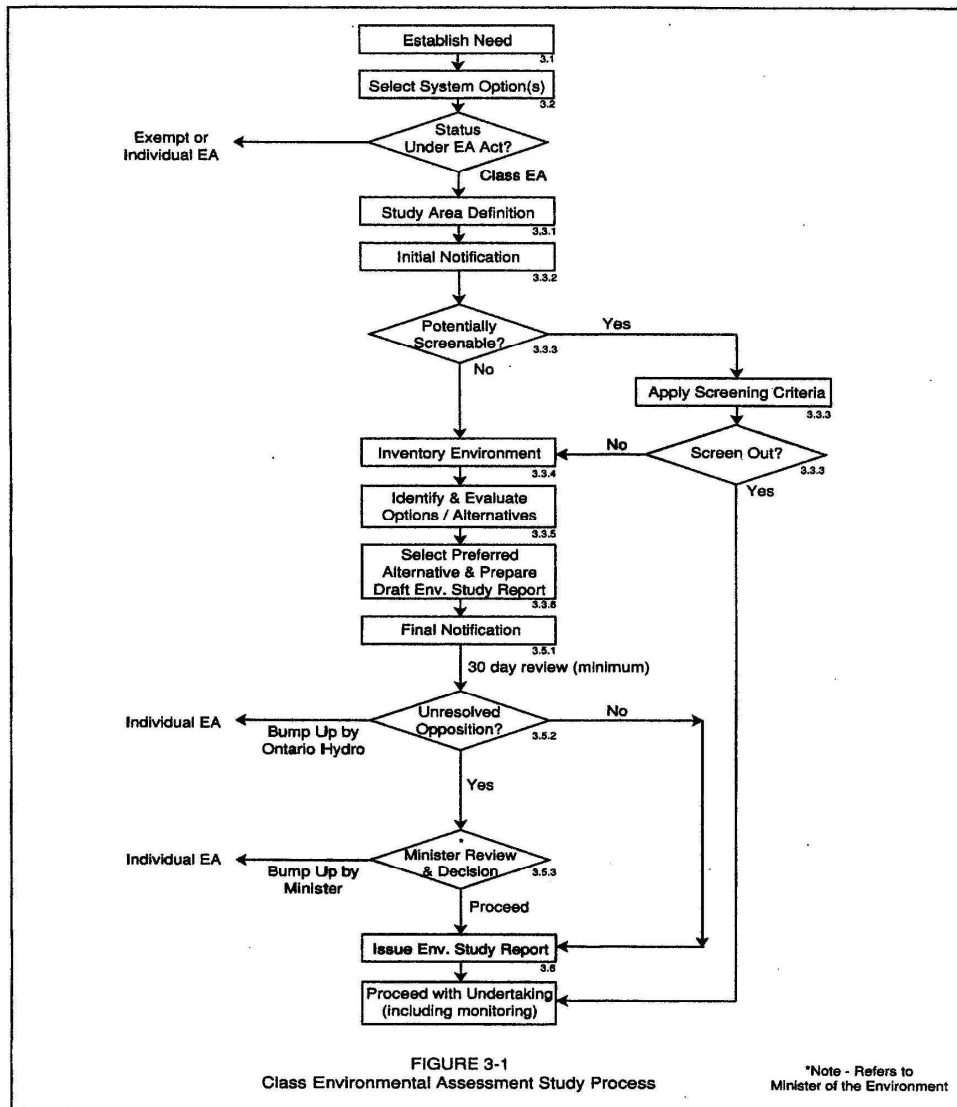 Establish Need
3.1
Select System Option(s)
3.2
Status
Under EA Act?
Exempt or
Individual EA
Class EA
Study Area Definition
3.3.1
Initial Notification
3.3.2
Potentially
Screenable?
3.3.3
Yes
No
Apply Screening Criteria
3.3.3
Screen Out?
3.3.3
No
Yes
Inventory Environment
3.3.4
Identify & Evaluate
Options / Alternatives
3.3.5
Select Preferred
Alternative & Prepare
Draft Env. Study Report
3.3.6
Final Notification
3.5.1
30 day review (minimum)
Unresolved
Opposition?
3.5.2
No
Individual EA
Bump Up by
Ontario Hydro
Yes
*
Minister Review
& Decision
3.5.3
Individual EA
Bump Up by
Minister
Proceed
Issue Env. Study Report
3.6
Proceed with Undertaking
(including monitoring)
FIGURE 3-1
Class Environmental Assessment Study Process
*Note - Refers to
Minister of the Environment